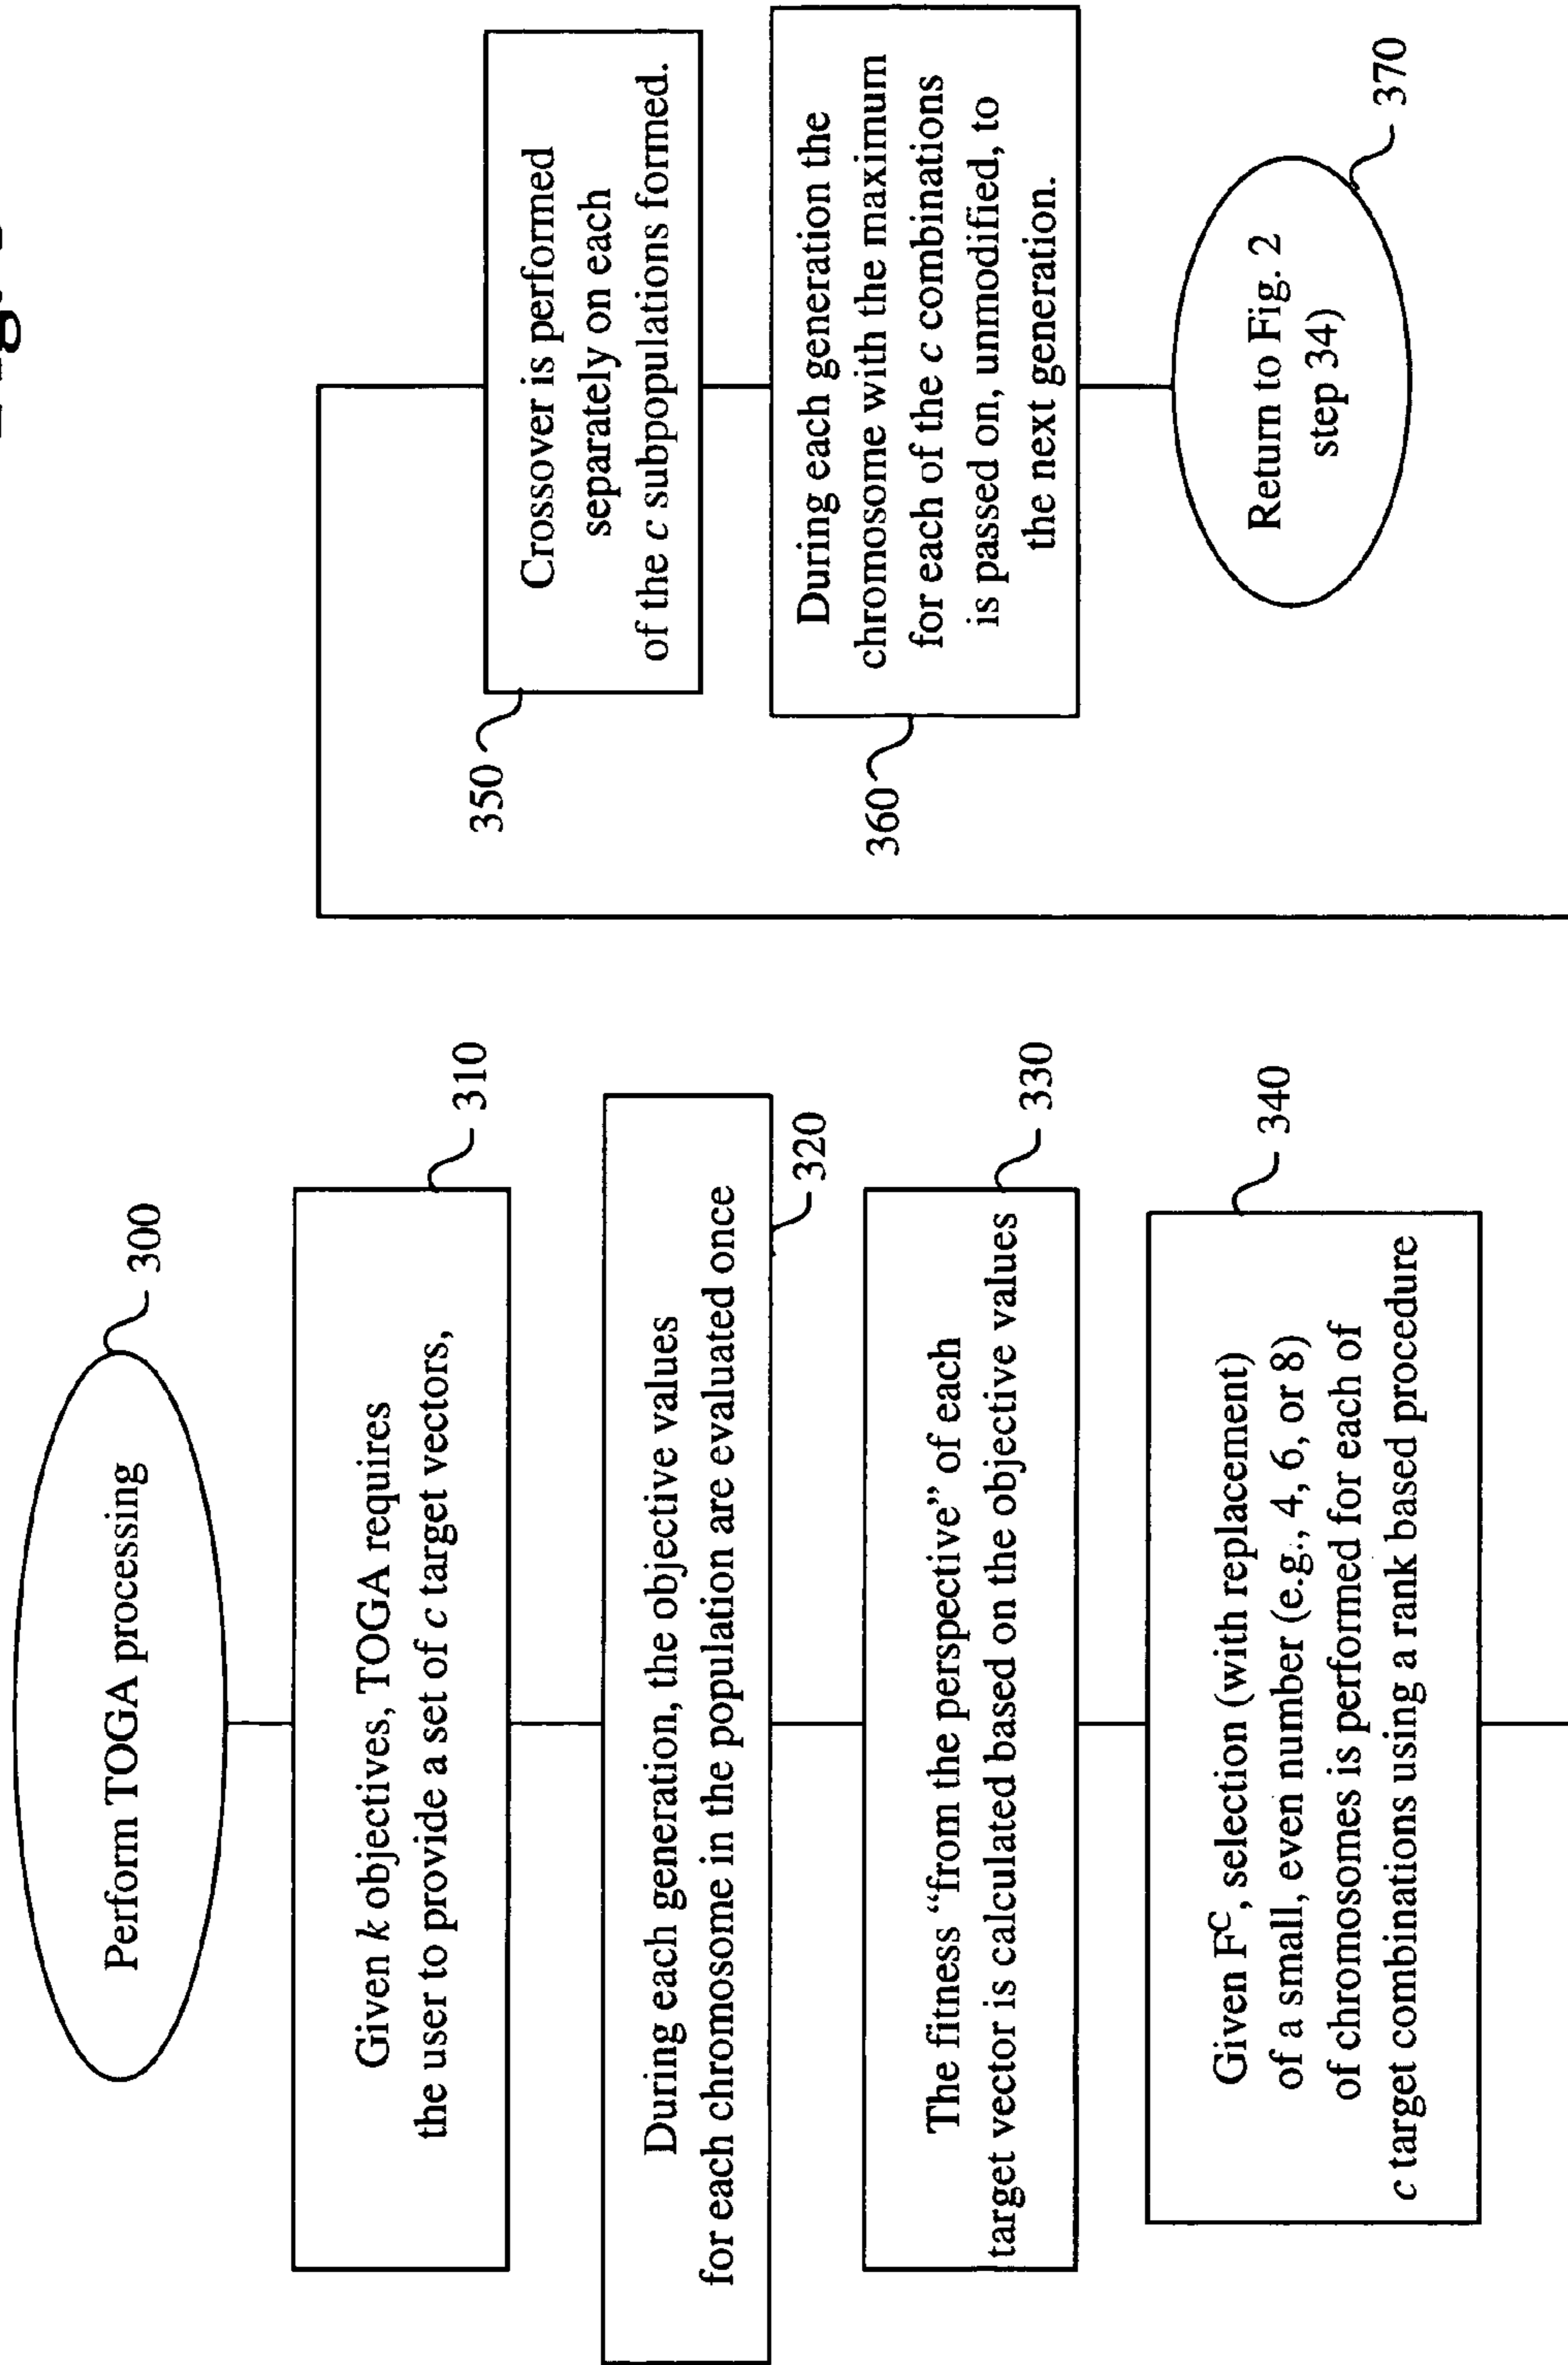 Perform TOGA processing
300
Given k objectives, TOGA requires
the user to provide a set of c target vectors,
310
During each generation, the objective values
for each chromosome in the population are evaluated once
320
The fitness “from the perspective” of each
target vector is calculated based on the objective values
330
Given F^C, selection (with replacement)
of a small, even number (e.g., 4, 6, or 8)
of chromosomes is performed for each of
c target combinations using a rank based procedure
340
Crossover is performed
separately on each
of the c subpopulations formed.
350
During each generation the
chromosome with the maximum
for each of the c combinations
is passed on, unmodified, to
the next generation.
360
Return to Fig. 2
step 34)
370